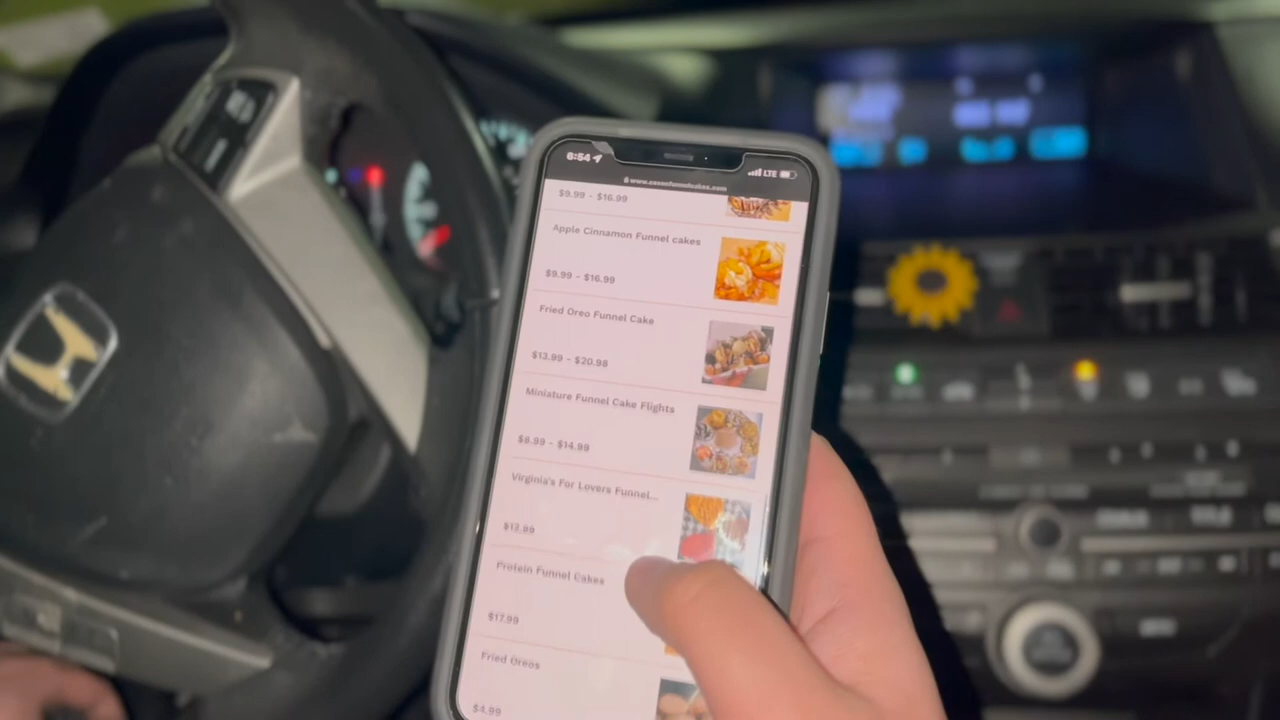 6:54
LTE
$9.99 - $16.99
Apple Cinnamon Funnel cakes
$9.99 - $16.99
Fried Oreo Funnel Cake
$13.99 - $20.98
Miniature Funnel Cake Flights
$8.99 - $14.99
Virginia's For Lovers Funnel...
$13.99
Protein Funnel Cakes
$17.99
Fried Oreos
$4.99